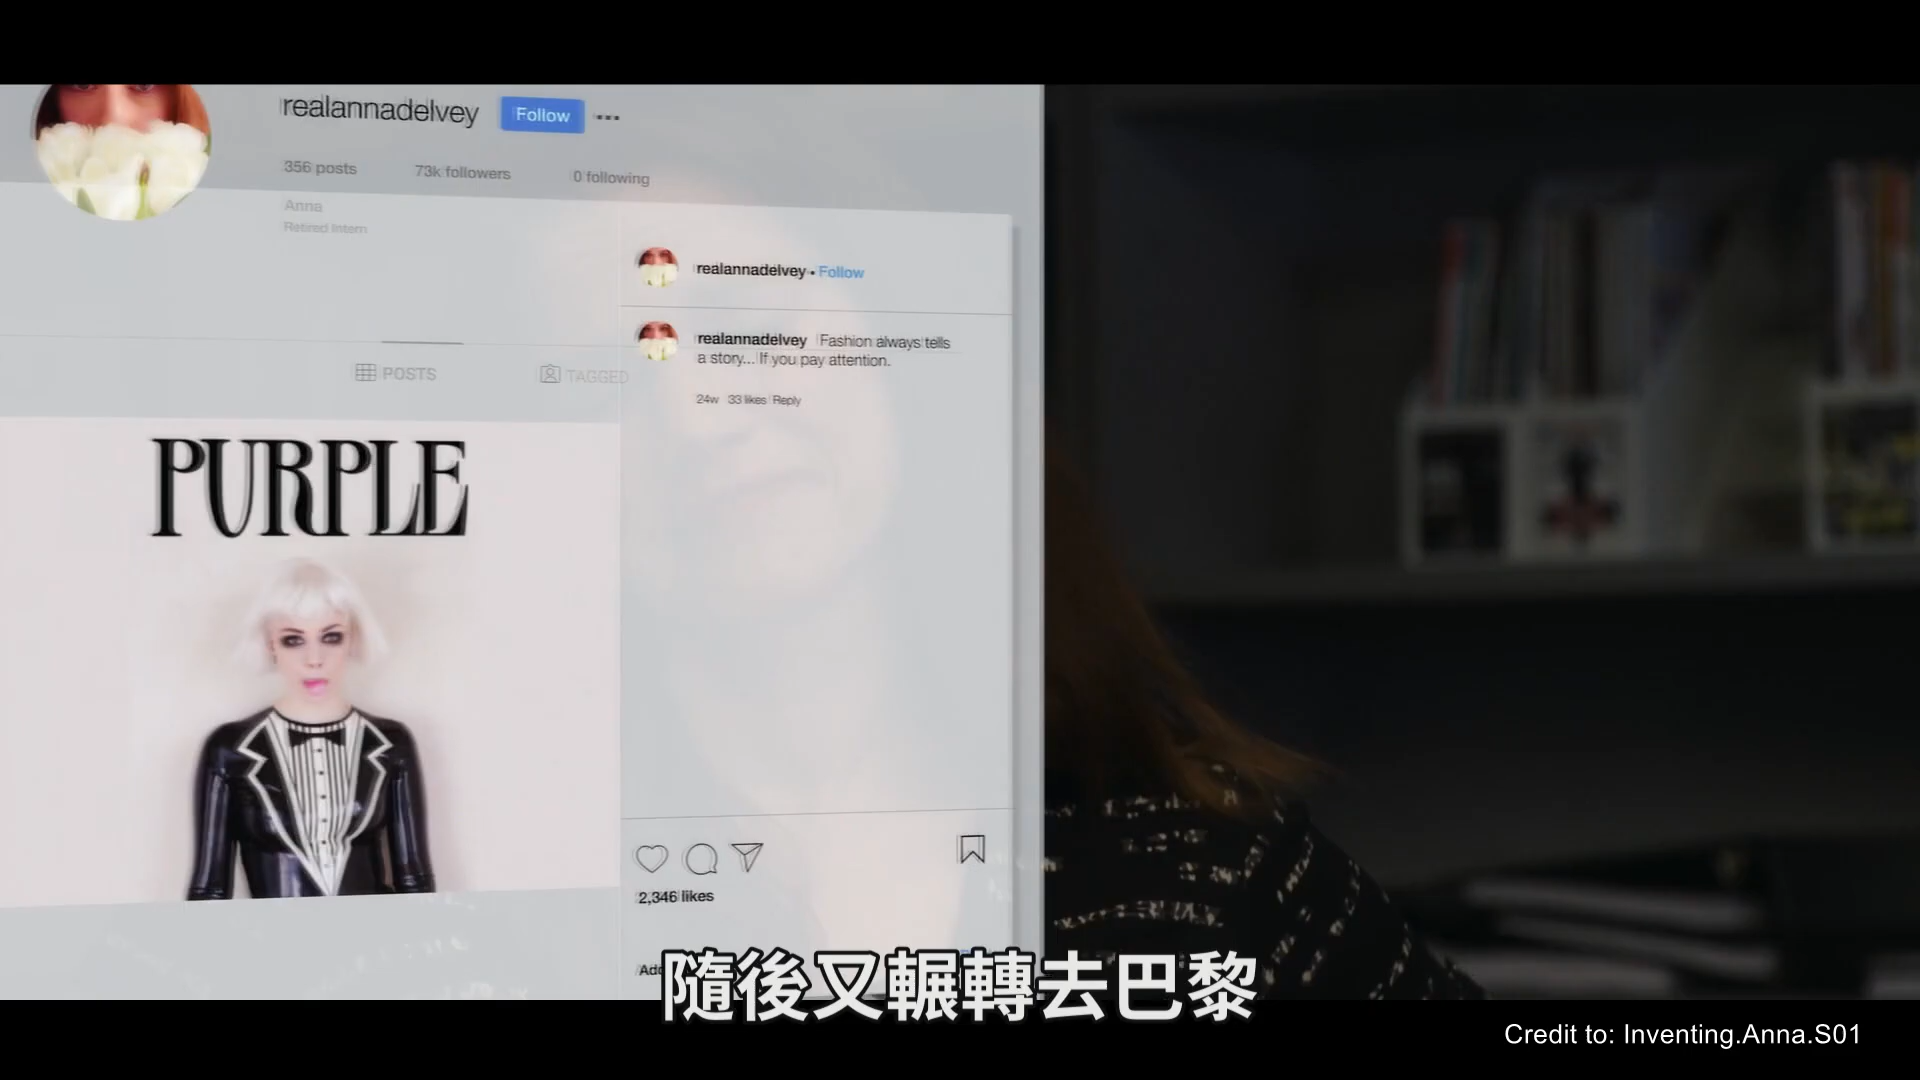 realannadelvey Follow
356 posts 73k followers 0 following
Anna
Retired Intern
realannadelvey • Follow
realannadelvey Fashion always tells
a story... If you pay attention.
24w 33 likes Reply
POSTS TAGGED
PURPLE
2,346 likes
隨後又輾轉去巴黎
Credit to: Inventing.Anna.S01